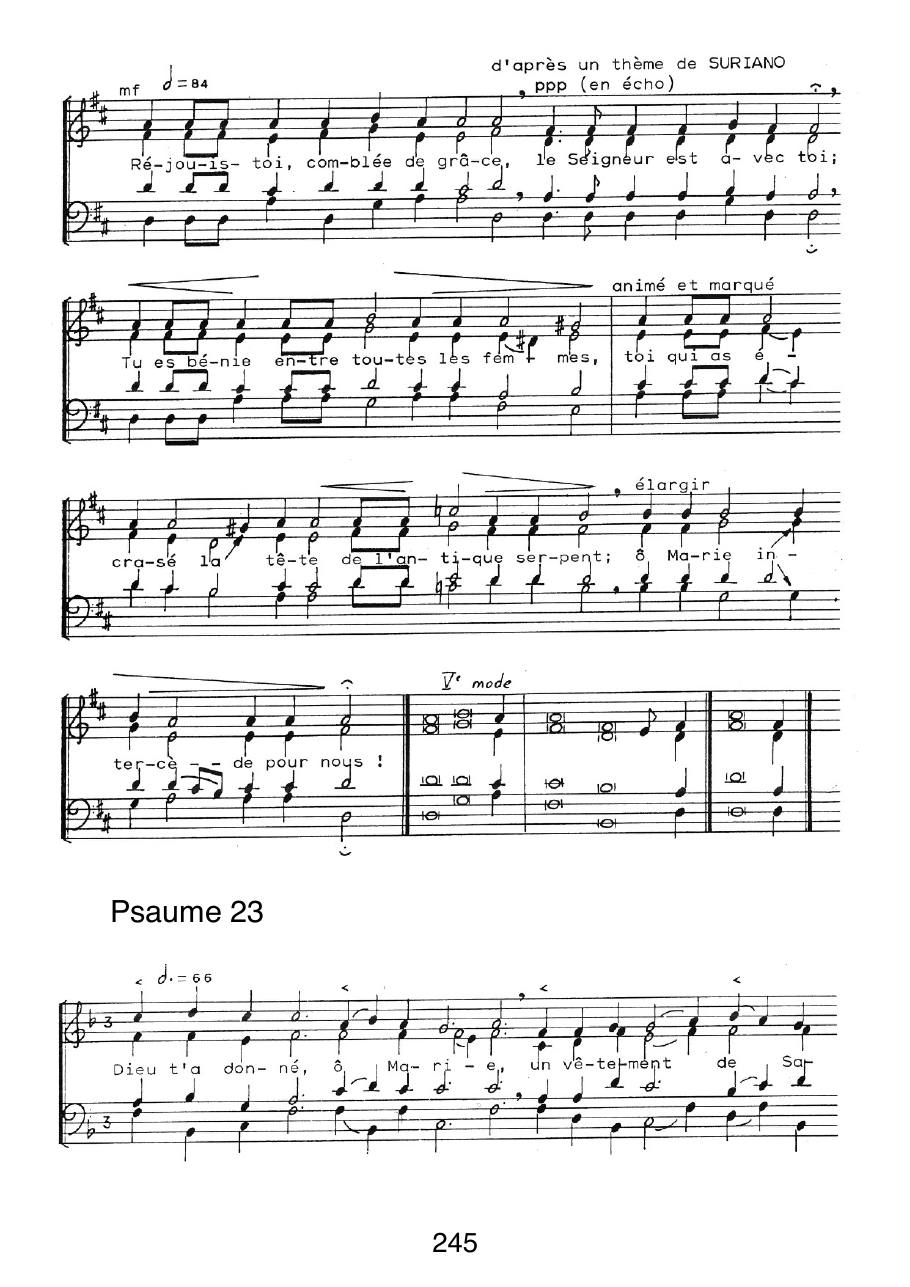 d'après un thème de SURIANO
mf 𝅗𝅥=84 ppp (en écho)
Ré-jou-is- toi, com-blée de grâ-ce, le Seigneur est a-vec toi;
animé et marqué
Tu es bé-nie en-tre tou-tes les fem - mes, toi qui as é -
élargir
cra-sé la tê-te de l'an-ti-que ser-pent; ô Ma-rie in -
Vᵉ mode
ter-cè - - de pour nous !
Psaume 23
𝅗𝅥.=66
3
Dieu t'a don-né, ô Ma-ri-e, un vê-te-ment de Sa-
3
245